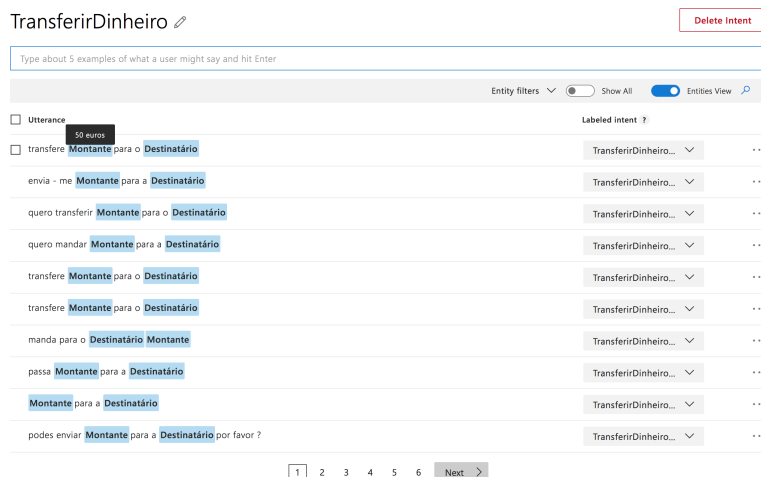 TransferirDinheiro
Delete Intent
Type about 5 examples of what a user might say and hit Enter
Entity filters Show All Entities View
Utterance Labeled intent ?
50 euros
transfere Montante para o Destinatário TransferirDinheiro...
envia - me Montante para a Destinatário TransferirDinheiro...
quero transferir Montante para o Destinatário TransferirDinheiro...
quero mandar Montante para a Destinatário TransferirDinheiro...
transfere Montante para o Destinatário TransferirDinheiro...
transfere Montante para o Destinatário TransferirDinheiro...
manda para o Destinatário Montante TransferirDinheiro...
passa Montante para a Destinatário TransferirDinheiro...
Montante para a Destinatário TransferirDinheiro...
podes enviar Montante para a Destinatário por favor ? TransferirDinheiro...
1 2 3 4 5 6 Next